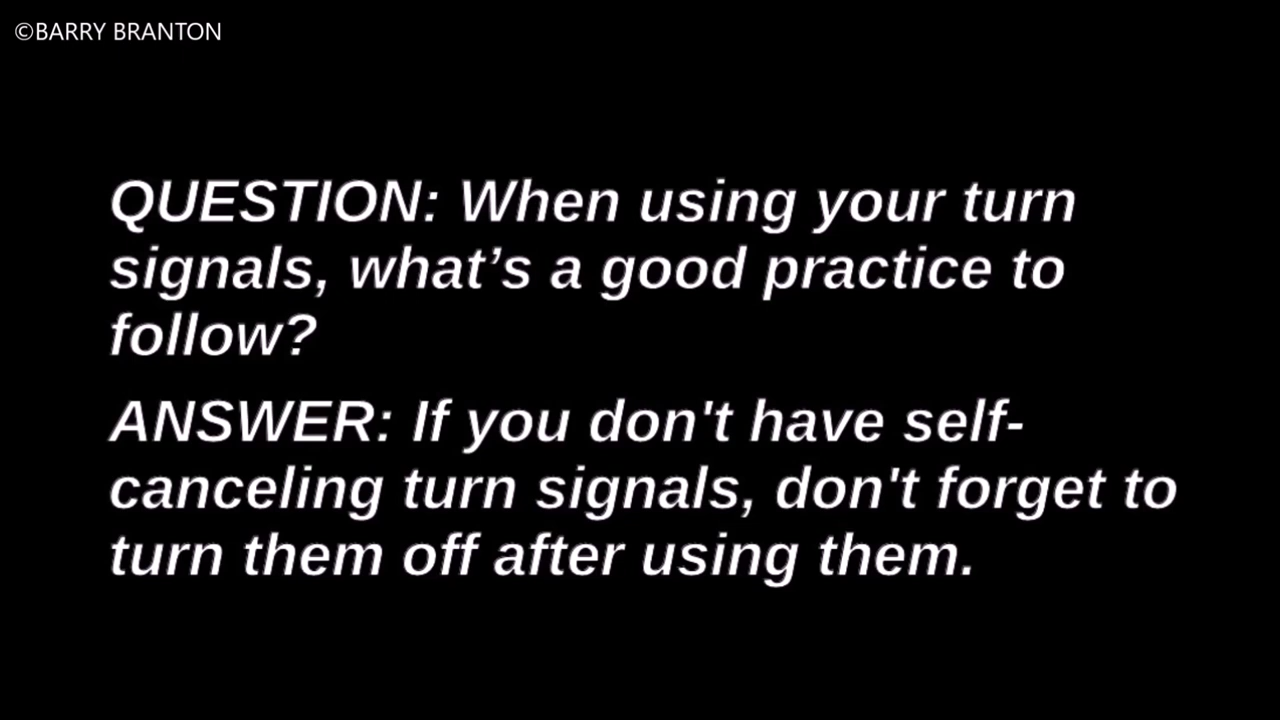 ©BARRY BRANTON
QUESTION: When using your turn
signals, what’s a good practice to
follow?
ANSWER: If you don't have self-
canceling turn signals, don't forget to
turn them off after using them.